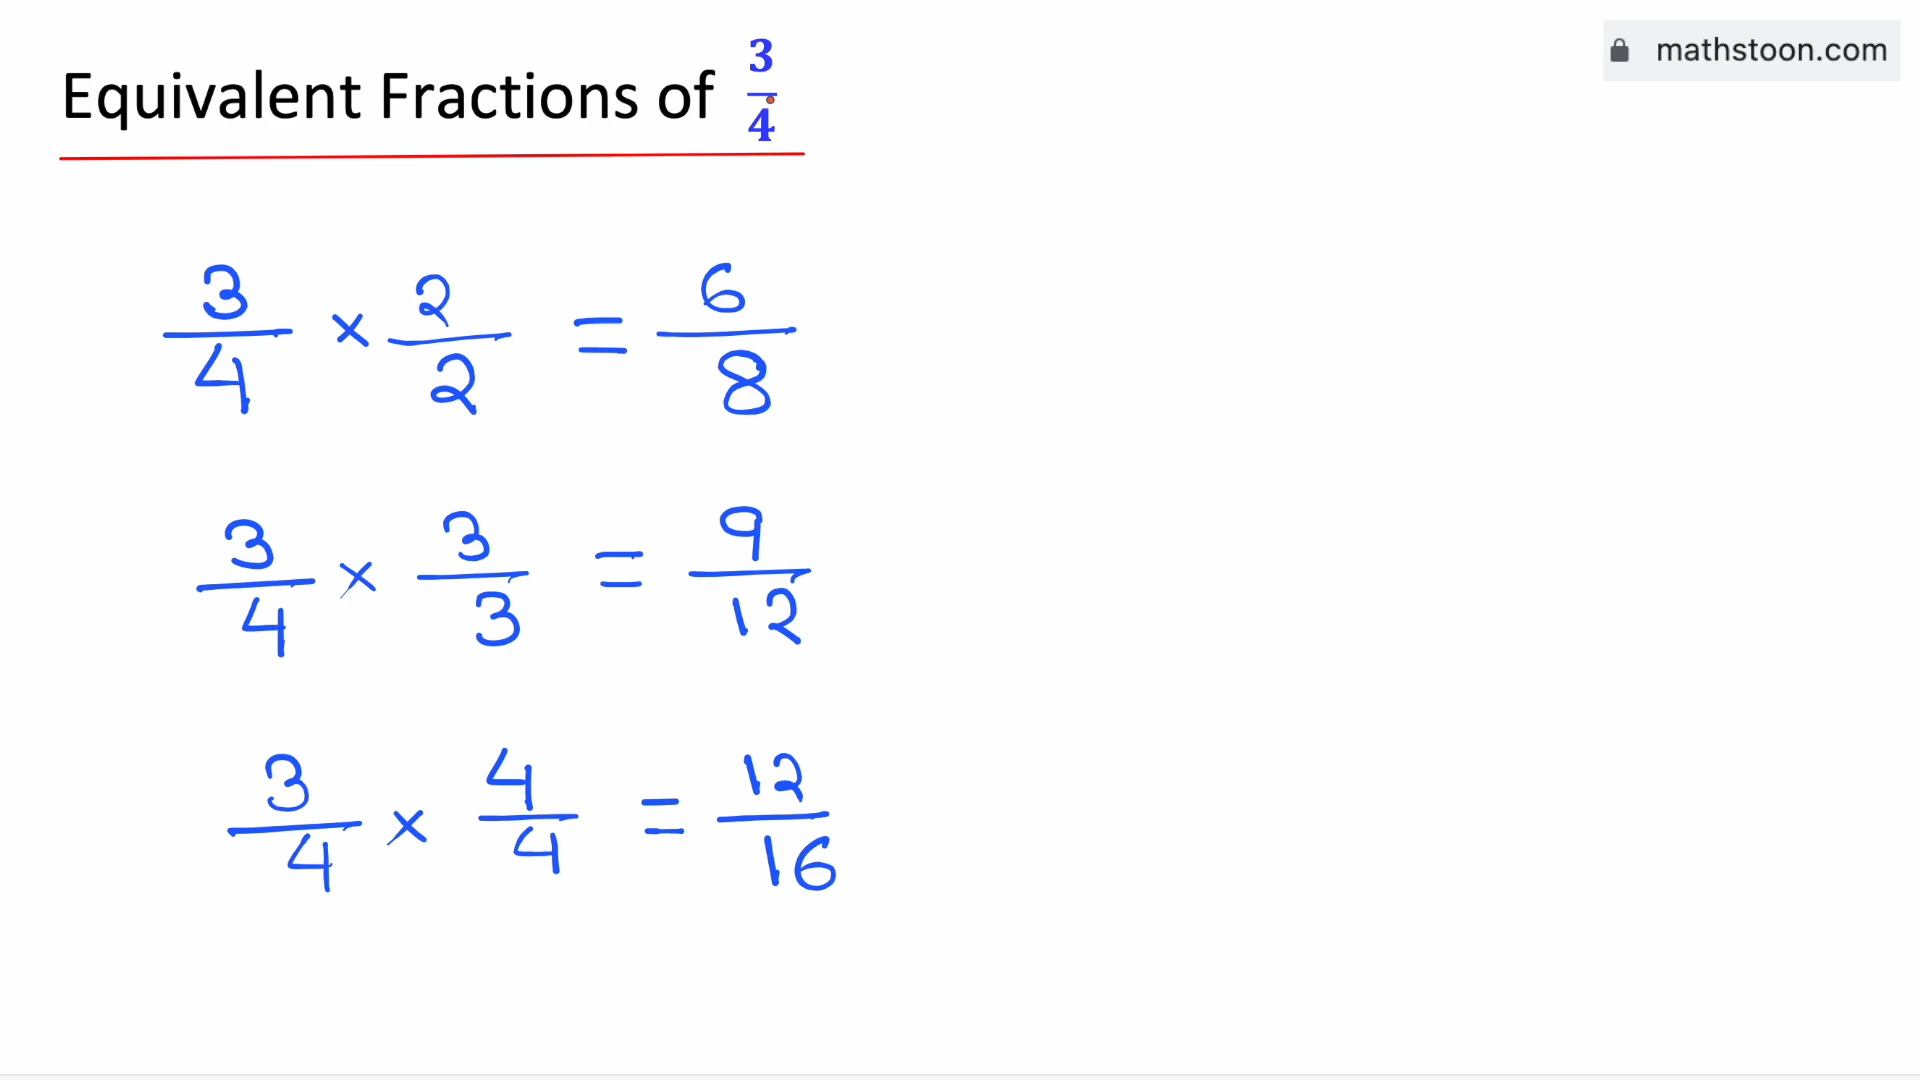 Equivalent Fractions of 3/4
mathstoon.com
3/4 × 2/2 = 6/8
3/4 × 3/3 = 9/12
3/4 × 4/4 = 12/16